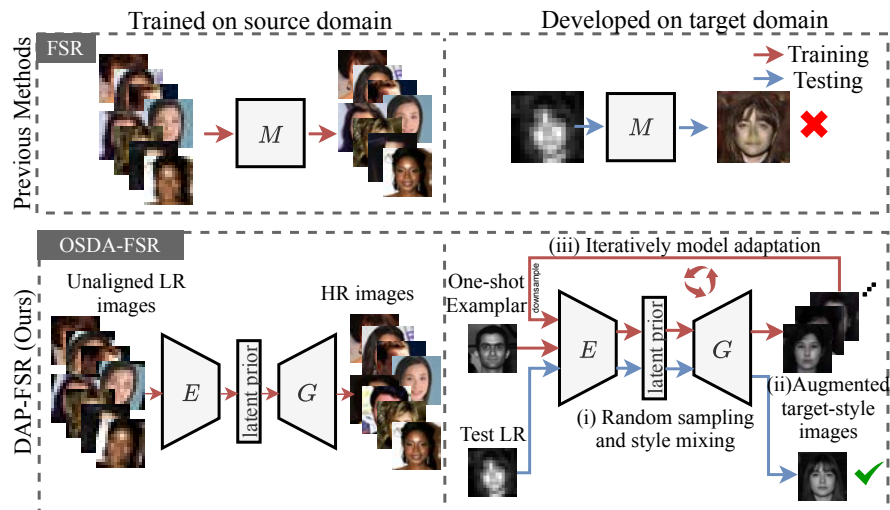 Trained on source domain
Developed on target domain
Previous Methods
FSR
M
M
Training
Testing
DAP-FSR (Ours)
OSDA-FSR
Unaligned LR
images
HR images
E
latent prior
G
(iii) Iteratively model adaptation
One-shot
Examplar
downsample
E
latent prior
G
(i) Random sampling
and style mixing
(ii)Augmented
target-style
images
Test LR